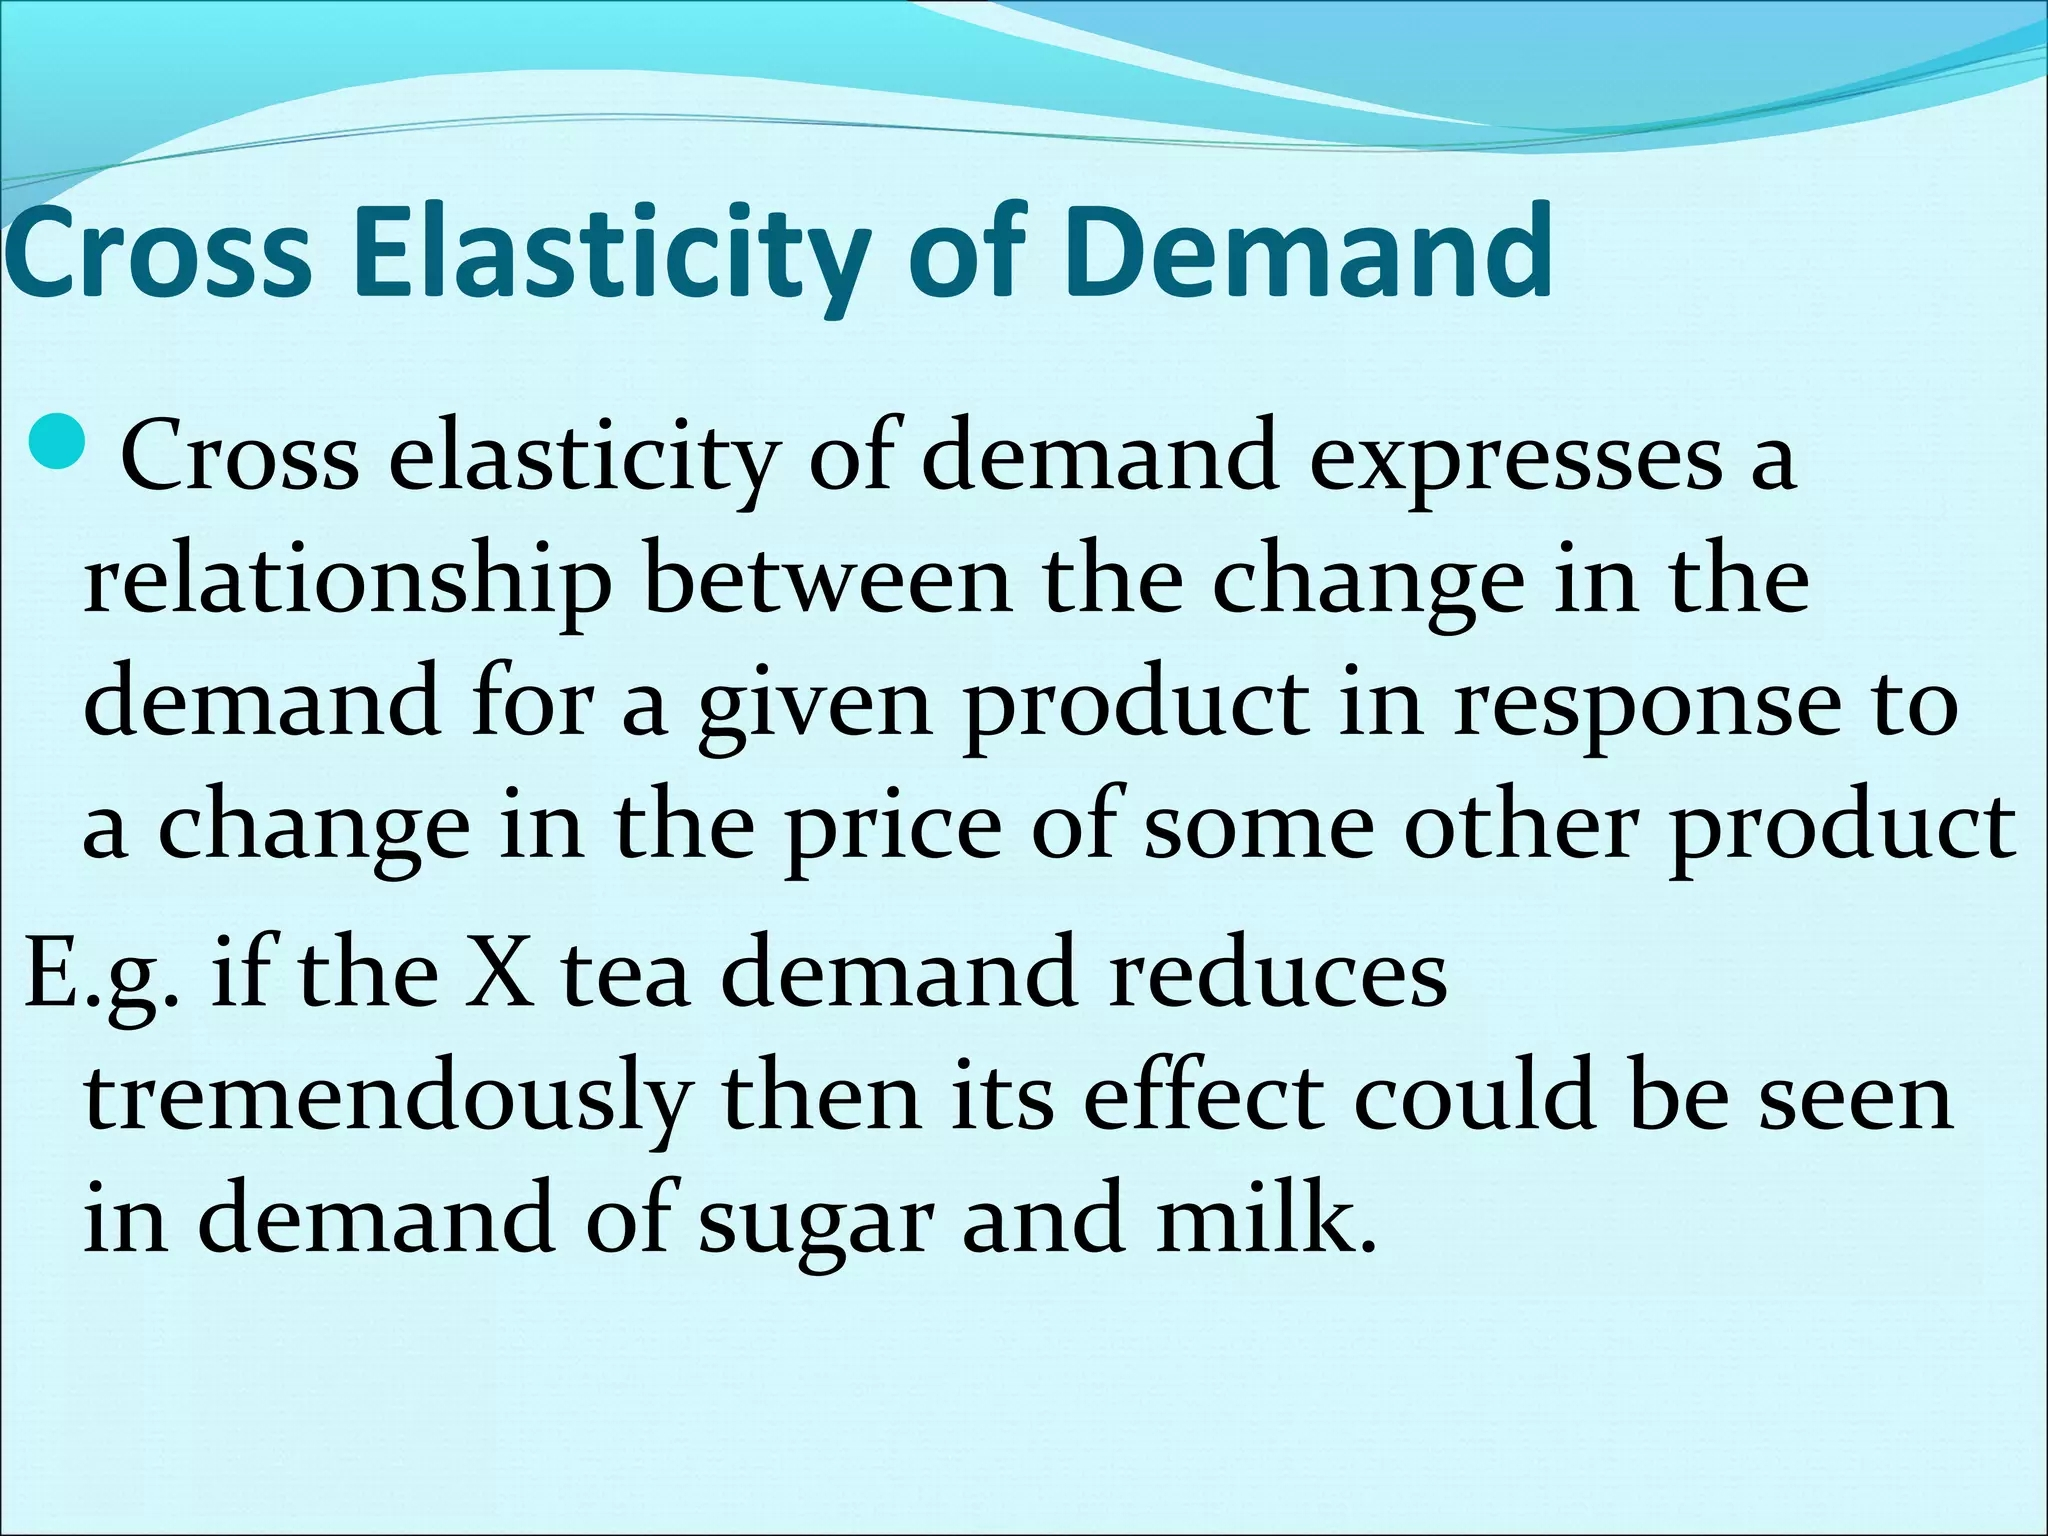 Cross Elasticity of Demand
Cross elasticity of demand expresses a
relationship between the change in the
demand for a given product in response to
a change in the price of some other product
E.g. if the X tea demand reduces
tremendously then its effect could be seen
in demand of sugar and milk.